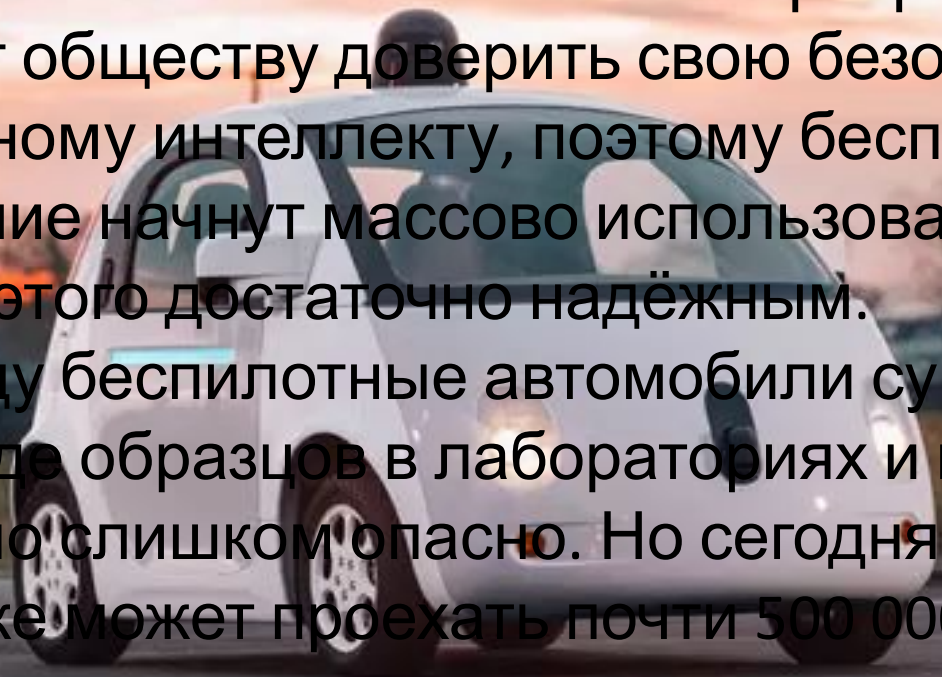 обществу доверить свою безо
ному интеллекту, поэтому бесп
ние начнут массово использова
этого достаточно надёжным.
ду беспилотные автомобили су
де образцов в лабораториях и
но слишком опасно. Но сегодня
же может проехать почти 500 000